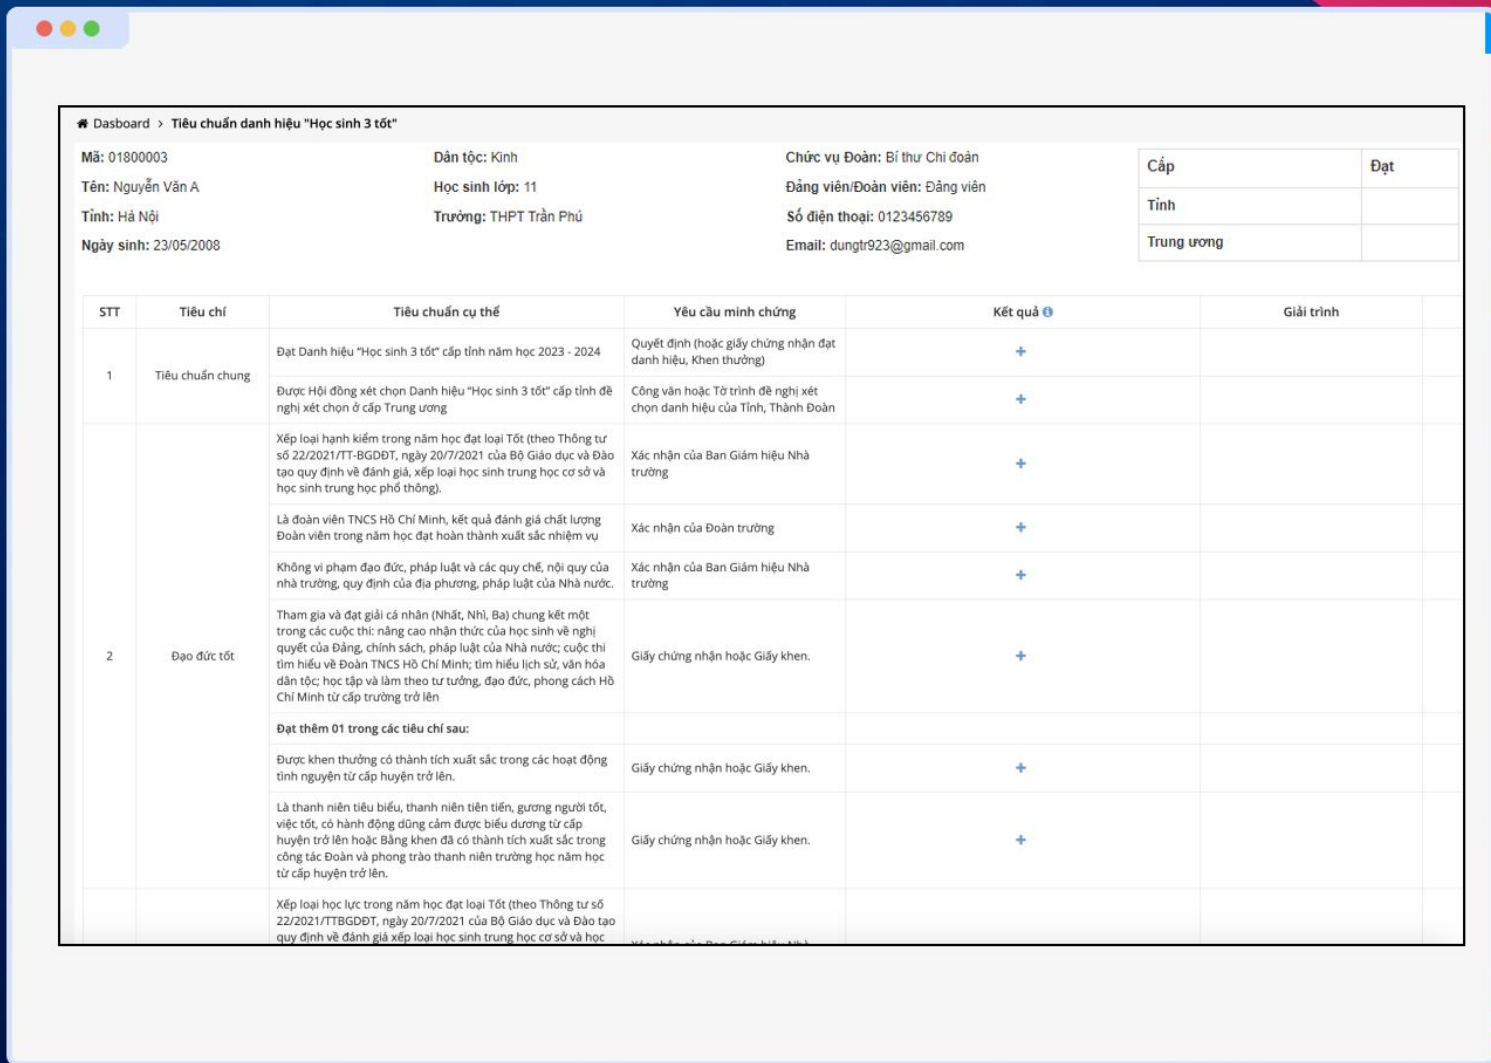 Dasboard > Tiêu chuẩn danh hiệu "Học sinh 3 tốt"
Mã: 01800003
Tên: Nguyễn Văn A
Tỉnh: Hà Nội
Ngày sinh: 23/05/2008
Dân tộc: Kinh
Học sinh lớp: 11
Trường: THPT Trần Phú
Chức vụ Đoàn: Bí thư Chi đoàn
Đảng viên/Đoàn viên: Đảng viên
Số điện thoại: 0123456789
Email: dungtr923@gmail.com
Cấp Đạt
Tỉnh
Trung ương
STT Tiêu chí Tiêu chuẩn cụ thể Yêu cầu minh chứng Kết quả Giải trình
1
Tiêu chuẩn chung
Đạt Danh hiệu “Học sinh 3 tốt” cấp tỉnh năm học 2023 - 2024
Quyết định (hoặc giấy chứng nhận đạt
danh hiệu, Khen thưởng)
Được Hội đồng xét chọn Danh hiệu “Học sinh 3 tốt” cấp tỉnh đề
nghị xét chọn ở cấp Trung ương
Công văn hoặc Tờ trình đề nghị xét
chọn danh hiệu của Tỉnh, Thành Đoàn
2
Đạo đức tốt
Xếp loại hạnh kiểm trong năm học đạt loại Tốt (theo Thông tư
số 22/2021/TT-BGDĐT, ngày 20/7/2021 của Bộ Giáo dục và Đào
tạo quy định về đánh giá, xếp loại học sinh trung học cơ sở và
học sinh trung học phổ thông).
Xác nhận của Ban Giám hiệu Nhà
trường
Là đoàn viên TNCS Hồ Chí Minh, kết quả đánh giá chất lượng
Đoàn viên trong năm học đạt hoàn thành xuất sắc nhiệm vụ
Xác nhận của Đoàn trường
Không vi phạm đạo đức, pháp luật và các quy chế, nội quy của
nhà trường, quy định của địa phương, pháp luật của Nhà nước.
Xác nhận của Ban Giám hiệu Nhà
trường
Tham gia và đạt giải cá nhân (Nhất, Nhì, Ba) chung kết một
trong các cuộc thi: nâng cao nhận thức của học sinh về nghị
quyết của Đảng, chính sách, pháp luật của Nhà nước; cuộc thi
tìm hiểu về Đoàn TNCS Hồ Chí Minh; tìm hiểu lịch sử, văn hóa
dân tộc; học tập và làm theo tư tưởng, đạo đức, phong cách Hồ
Chí Minh từ cấp trường trở lên
Giấy chứng nhận hoặc Giấy khen.
Đạt thêm 01 trong các tiêu chí sau:
Được khen thưởng có thành tích xuất sắc trong các hoạt động
tình nguyện từ cấp huyện trở lên.
Giấy chứng nhận hoặc Giấy khen.
Là thanh niên tiêu biểu, thanh niên tiên tiến, gương người tốt,
việc tốt, có hành động dũng cảm được biểu dương từ cấp
huyện trở lên hoặc Bằng khen đã có thành tích xuất sắc trong
công tác Đoàn và phong trào thanh niên trường học năm học
từ cấp huyện trở lên.
Giấy chứng nhận hoặc Giấy khen.
Xếp loại học lực trong năm học đạt loại Tốt (theo Thông tư số
22/2021/TTBGDĐT, ngày 20/7/2021 của Bộ Giáo dục và Đào tạo
quy định về đánh giá xếp loại học sinh trung học cơ sở và học